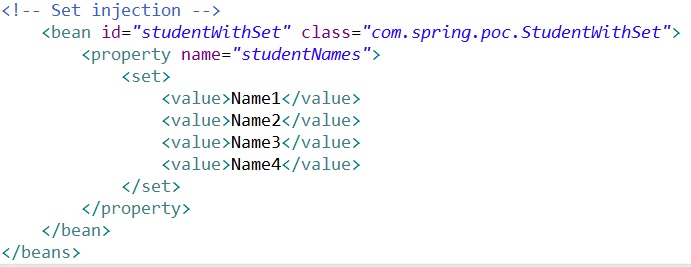 <!-- Set injection -->
<bean id="studentWithSet" class="com.spring.poc.StudentWithSet">
<property name="studentNames">
<set>
<value>Name1</value>
<value>Name2</value>
<value>Name3</value>
<value>Name4</value>
</set>
</property>
</bean>
</beans>